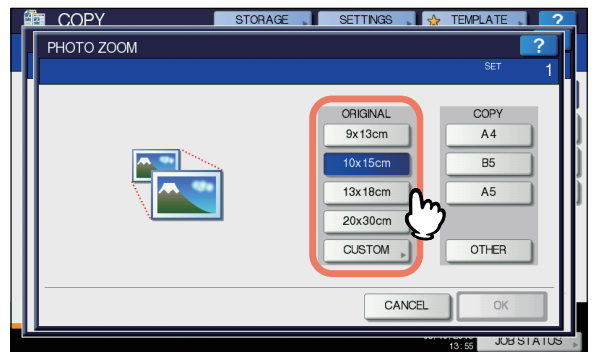 COPY STORAGE SETTINGS TEMPLATE ?
PHOTO ZOOM ?
SET 1
ORIGINAL COPY
9x13cm A4
10x15cm B5
13x18cm A5
20x30cm
CUSTOM OTHER
CANCEL OK
13:55 JOB STATUS